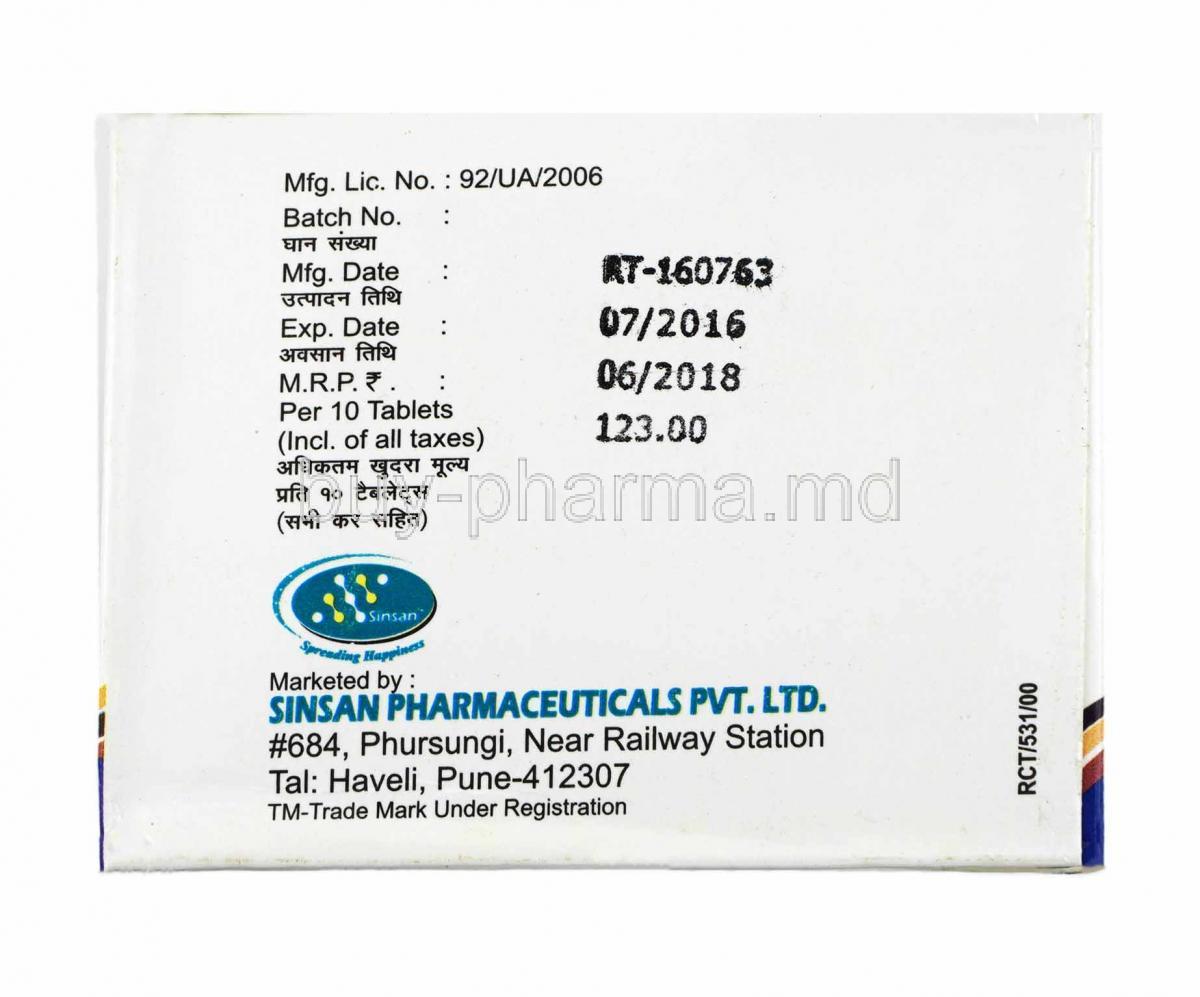 Mfg. Lic. No. : 92/UA/2006
Batch No. :
घान संख्या
Mfg. Date : RT-160763
उत्पादन तिथि
Exp. Date : 07/2016
अवसान तिथि
M.R.P. ₹ . : 06/2018
Per 10 Tablets
(Incl. of all taxes) 123.00
अधिकतम खुदरा मूल्य
प्रति १० टैबलेट्स
(सभी कर सहित)
buy-pharma.md
Sinsan
Spreading Happiness
Marketed by :
SINSAN PHARMACEUTICALS PVT. LTD.
#684, Phursungi, Near Railway Station
Tal: Haveli, Pune-412307
TM-Trade Mark Under Registration
RCT/531/00